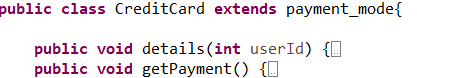 public class CreditCard extends payment_mode{
public void details(int userId) {
public void getPayment() {